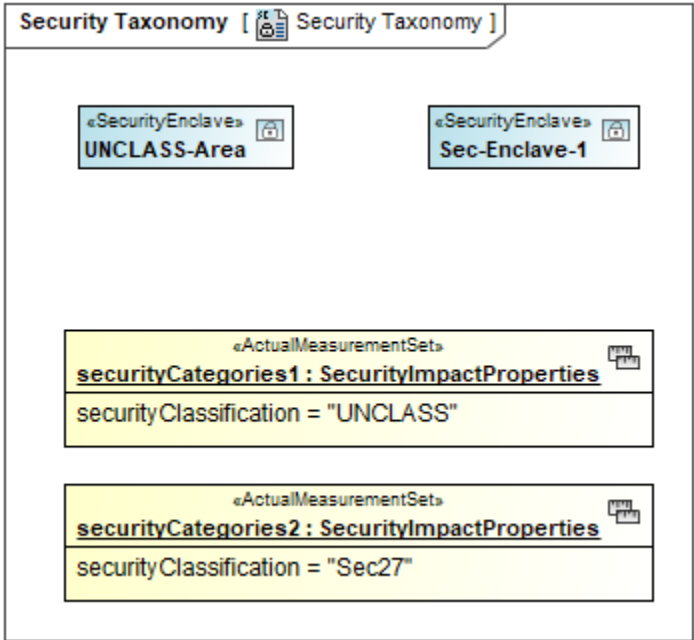 Security Taxonomy [ Security Taxonomy ]
«SecurityEnclave»
UNCLASS-Area
«SecurityEnclave»
Sec-Enclave-1
«ActualMeasurementSet»
securityCategories1 : SecurityImpactProperties
securityClassification = "UNCLASS"
«ActualMeasurementSet»
securityCategories2 : SecurityImpactProperties
securityClassification = "Sec27"